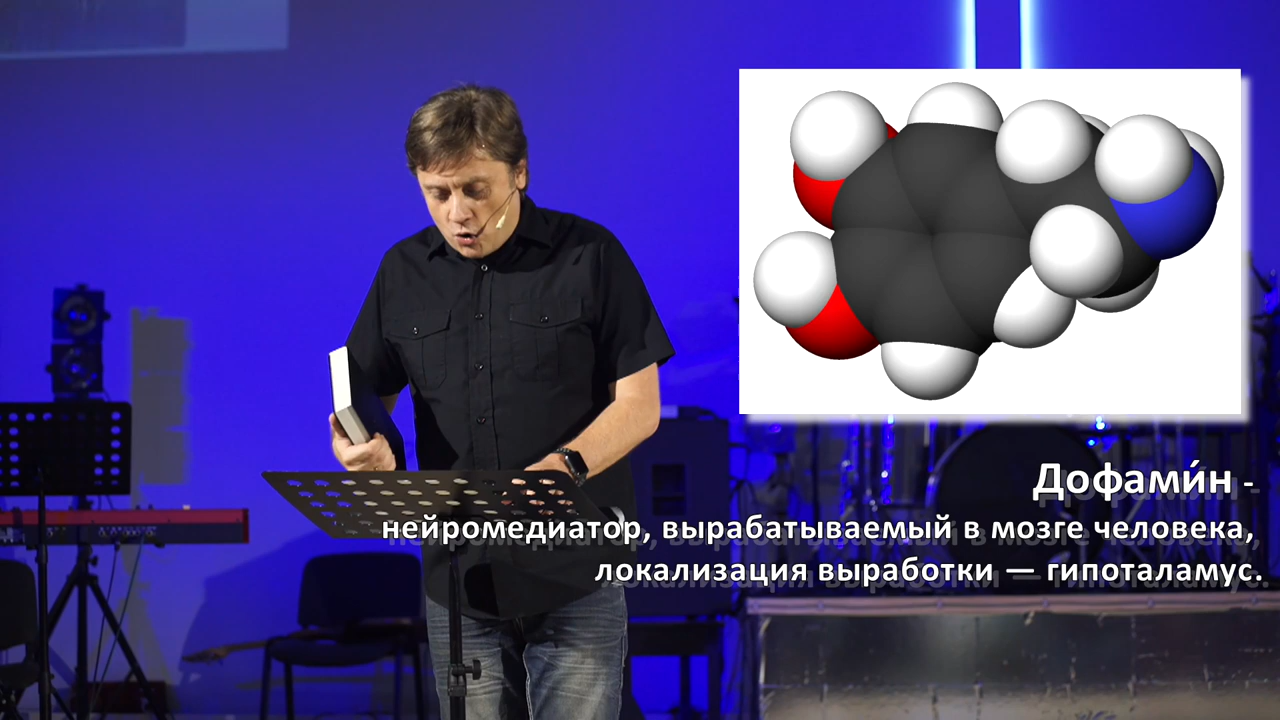 Дофами́н -
нейромедиатор, вырабатываемый в мозге человека,
локализация выработки — гипоталамус.